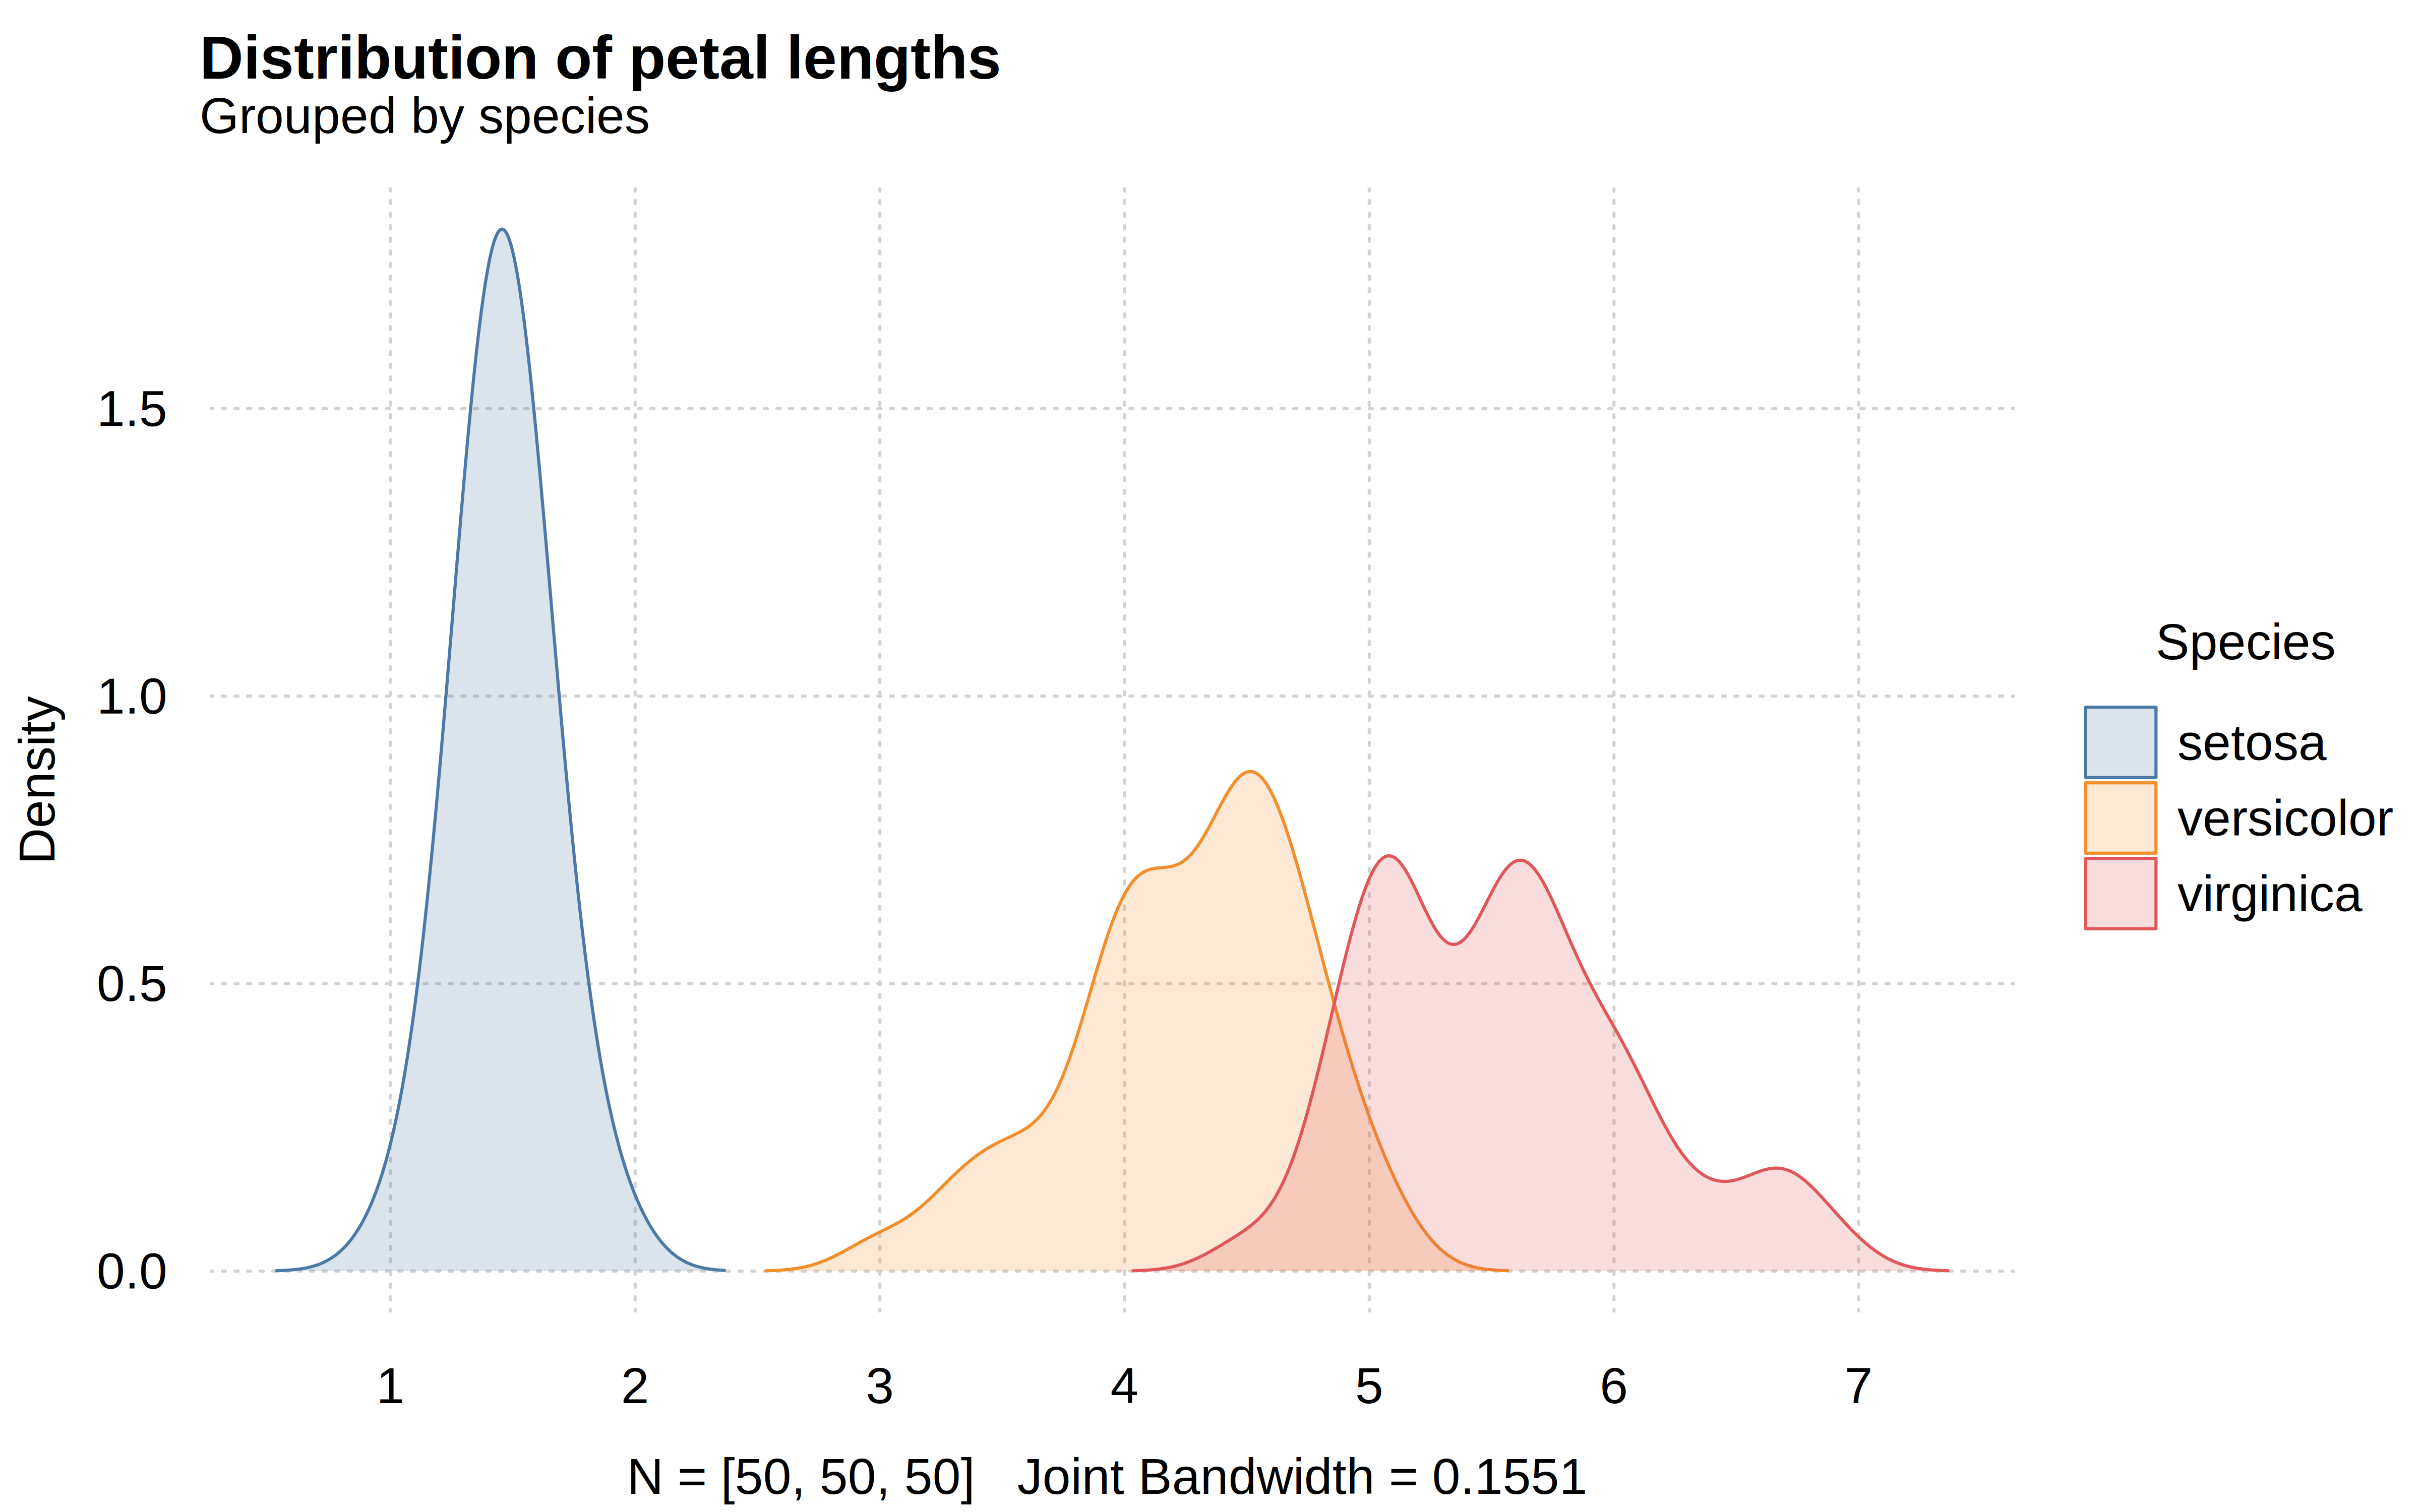 Distribution of petal lengths
Grouped by species
1.5
1.0
0.5
0.0
Density
1 2 3 4 5 6 7
N = [50, 50, 50]   Joint Bandwidth = 0.1551
Species
setosa
versicolor
virginica